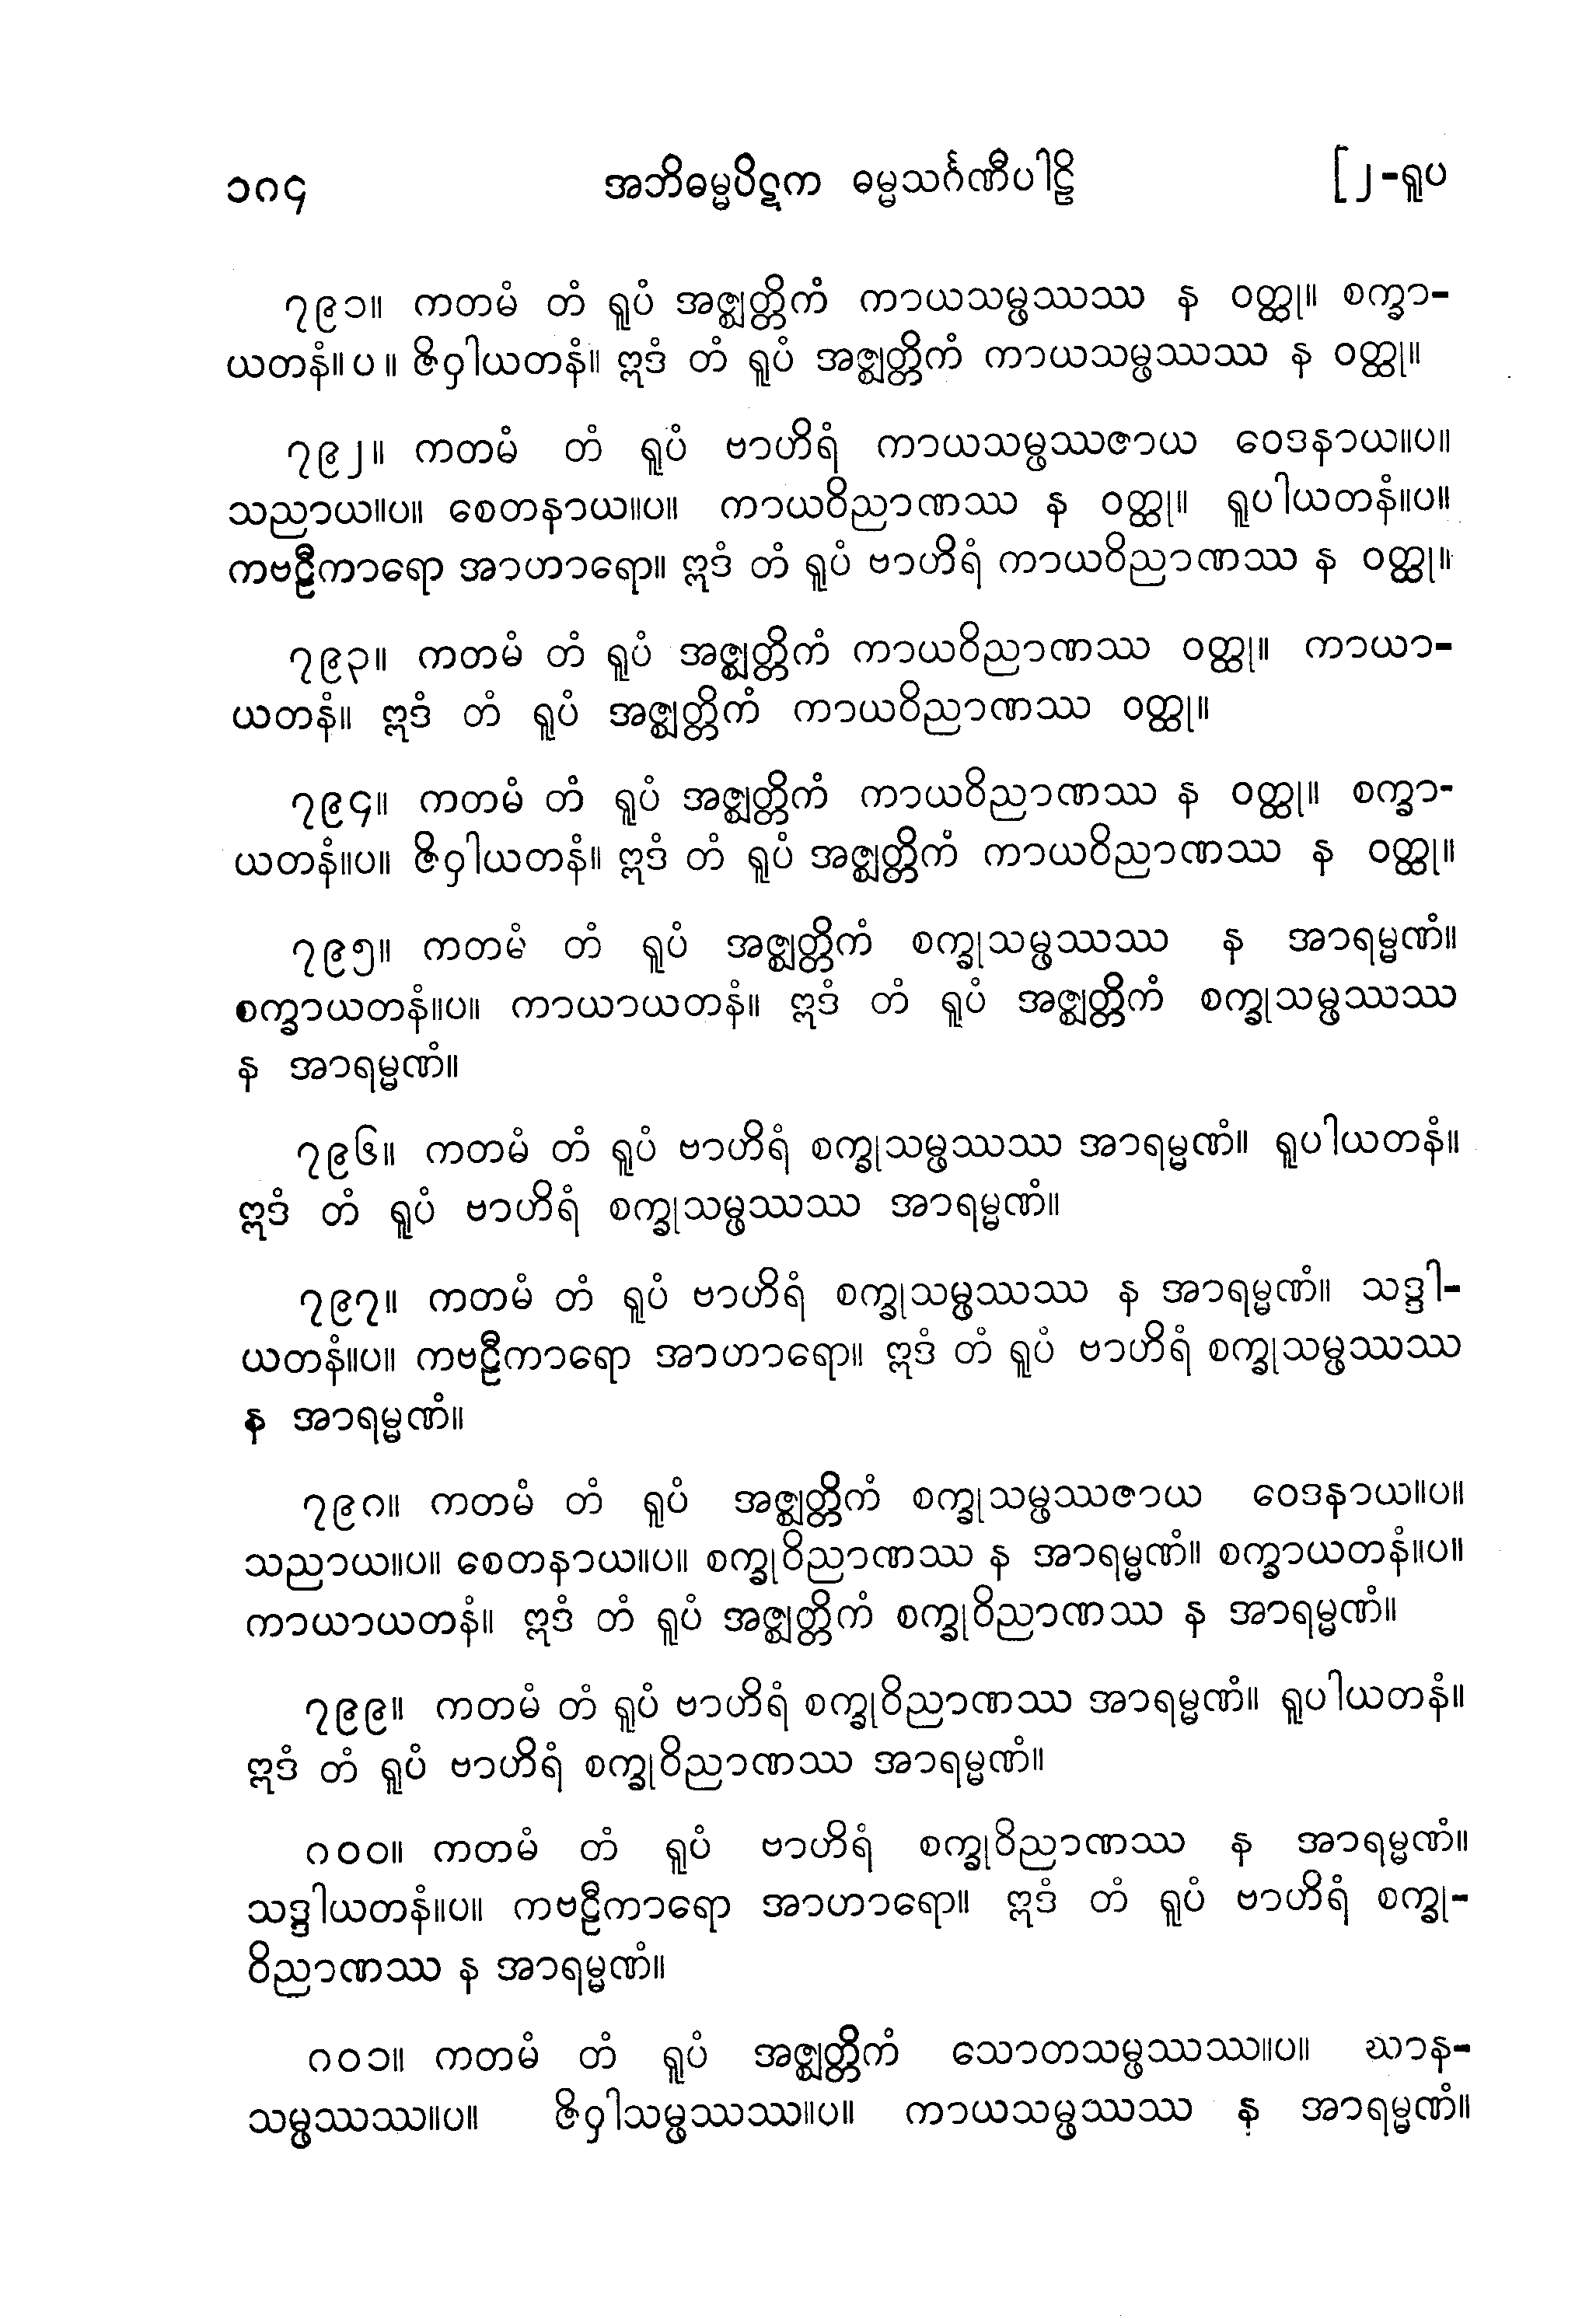 ၁၈၄ အဘိဓမ္မပိဋက ဓမ္မသင်္ဂဏီပါဠိ [၂-ရူပ
၇၉၁။ ကတမံ တံ ရူပံ အဇ္ဈတ္တိကံ ကာယသမ္ဖဿဿ န ဝတ္ထု။ စက္ခာ-
ယတနံ။ပ။ ဇိဝှါယတနံ။ ဣဒံ တံ ရူပံ အဇ္ဈတ္တိကံ ကာယသမ္ဖဿဿ န ဝတ္ထု။
၇၉၂။ ကတမံ တံ ရူပံ ဗာဟိရံ ကာယသမ္ဖဿဇာယ ဝေဒနာယ။ပ။
သညာယ။ပ။ စေတနာယ။ပ။ ကာယဝိညာဏဿ န ဝတ္ထု။ ရူပါယတနံ။ပ။
ကဗဠီကာရော အာဟာရော။ ဣဒံ တံ ရူပံ ဗာဟိရံ ကာယဝိညာဏဿ န ဝတ္ထု။
၇၉၃။ ကတမံ တံ ရူပံ အဇ္ဈတ္တိကံ ကာယဝိညာဏဿ ဝတ္ထု။ ကာယာ-
ယတနံ။ ဣဒံ တံ ရူပံ အဇ္ဈတ္တိကံ ကာယဝိညာဏဿ ဝတ္ထု။
၇၉၄။ ကတမံ တံ ရူပံ အဇ္ဈတ္တိကံ ကာယဝိညာဏဿ န ဝတ္ထု။ စက္ခာ-
ယတနံ။ပ။ ဇိဝှါယတနံ။ ဣဒံ တံ ရူပံ အဇ္ဈတ္တိကံ ကာယဝိညာဏဿ န ဝတ္ထု။
၇၉၅။ ကတမံ တံ ရူပံ အဇ္ဈတ္တိကံ စက္ခုသမ္ဖဿဿ န အာရမ္မဏံ။
စက္ခာယတနံ။ပ။ ကာယာယတနံ။ ဣဒံ တံ ရူပံ အဇ္ဈတ္တိကံ စက္ခုသမ္ဖဿဿ
န အာရမ္မဏံ။
၇၉၆။ ကတမံ တံ ရူပံ ဗာဟိရံ စက္ခုသမ္ဖဿဿ အာရမ္မဏံ။ ရူပါယတနံ။
ဣဒံ တံ ရူပံ ဗာဟိရံ စက္ခုသမ္ဖဿဿ အာရမ္မဏံ။
၇၉၇။ ကတမံ တံ ရူပံ ဗာဟိရံ စက္ခုသမ္ဖဿဿ န အာရမ္မဏံ။ သဒ္ဒါ-
ယတနံ။ပ။ ကဗဠီကာရော အာဟာရော။ ဣဒံ တံ ရူပံ ဗာဟိရံ စက္ခုသမ္ဖဿဿ
န အာရမ္မဏံ။
၇၉၈။ ကတမံ တံ ရူပံ အဇ္ဈတ္တိကံ စက္ခုသမ္ဖဿဇာယ ဝေဒနာယ။ပ။
သညာယ။ပ။ စေတနာယ။ပ။ စက္ခုဝိညာဏဿ န အာရမ္မဏံ။ စက္ခာယတနံ။ပ။
ကာယာယတနံ။ ဣဒံ တံ ရူပံ အဇ္ဈတ္တိကံ စက္ခုဝိညာဏဿ န အာရမ္မဏံ။
၇၉၉။ ကတမံ တံ ရူပံ ဗာဟိရံ စက္ခုဝိညာဏဿ အာရမ္မဏံ။ ရူပါယတနံ။
ဣဒံ တံ ရူပံ ဗာဟိရံ စက္ခုဝိညာဏဿ အာရမ္မဏံ။
၈၀၀။ ကတမံ တံ ရူပံ ဗာဟိရံ စက္ခုဝိညာဏဿ န အာရမ္မဏံ။
သဒ္ဒါယတနံ။ပ။ ကဗဠီကာရော အာဟာရော။ ဣဒံ တံ ရူပံ ဗာဟိရံ စက္ခု-
ဝိညာဏဿ န အာရမ္မဏံ။
၈၀၁။ ကတမံ တံ ရူပံ အဇ္ဈတ္တိကံ သောတသမ္ဖဿဿ။ပ။ ဃာန-
သမ္ဖဿဿ။ပ။ ဇိဝှါသမ္ဖဿဿ။ပ။ ကာယသမ္ဖဿဿ န အာရမ္မဏံ။